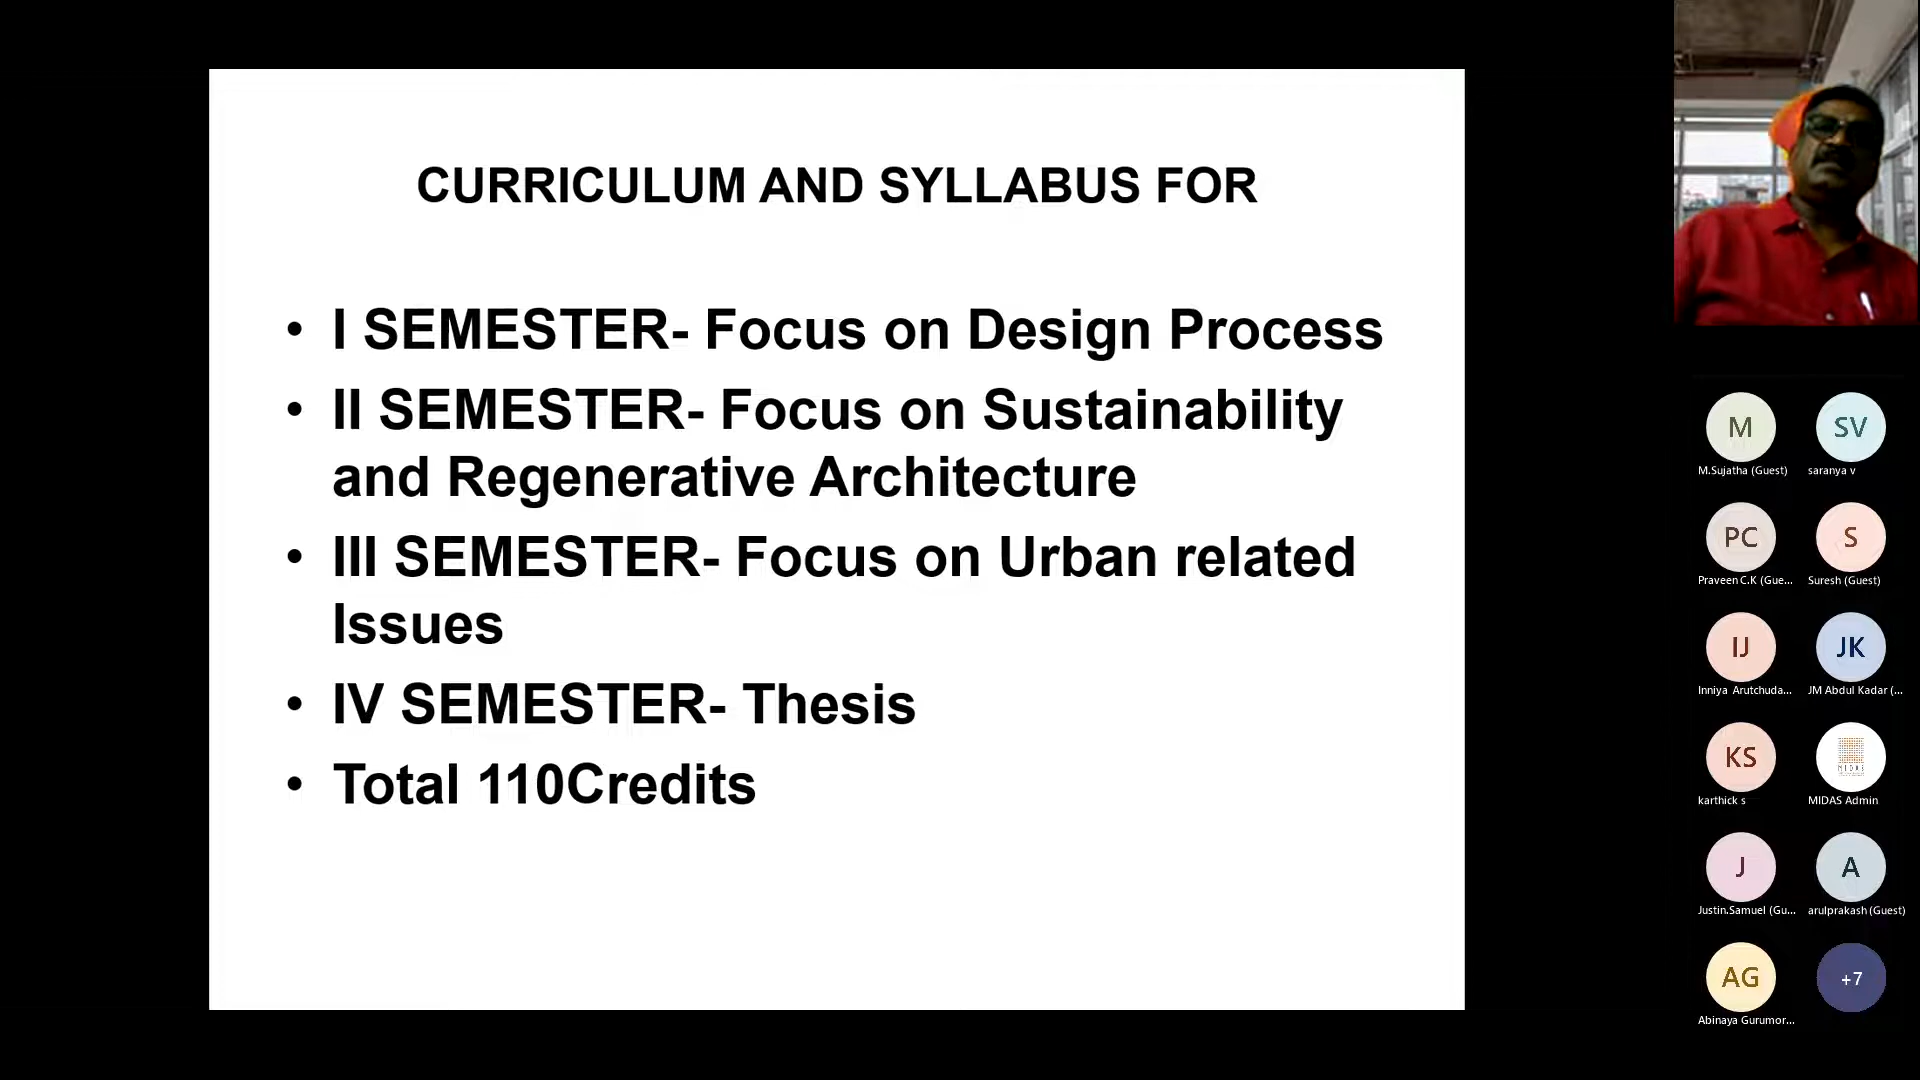 CURRICULUM AND SYLLABUS FOR
• I SEMESTER- Focus on Design Process
• II SEMESTER- Focus on Sustainability
and Regenerative Architecture
• III SEMESTER- Focus on Urban related
Issues
• IV SEMESTER- Thesis
• Total 110Credits
M SV
M.Sujatha (Guest) saranya v
PC S
Praveen C.K (Gue... Suresh (Guest)
IJ JK
Inniya Arutchuda... JM Abdul Kadar (...
KS MIDAS
karthick s MIDAS Admin
J A
Justin.Samuel (Gu... arulprakash (Guest)
AG +7
Abinaya Gurumor...